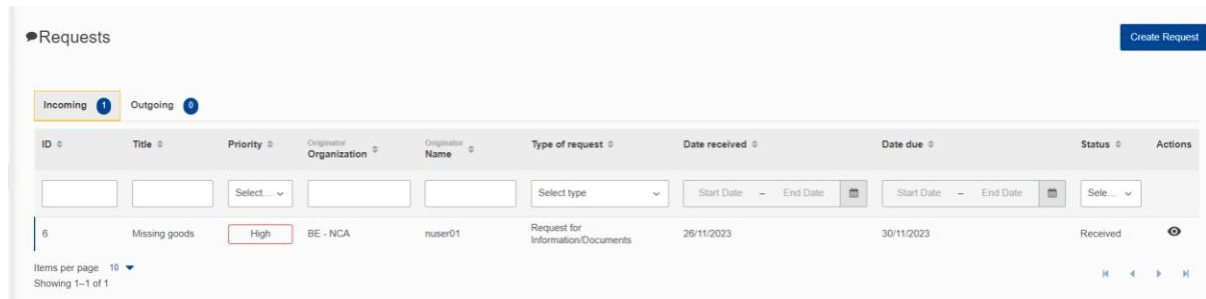 Requests
Create Request
Incoming 1 Outgoing 0
ID Title Priority Originator Organization Originator Name Type of request Date received Date due Status Actions
Select... Select type Start Date – End Date Start Date – End Date Sele...
6 Missing goods High BE - NCA nuser01 Request for Information/Documents 26/11/2023 30/11/2023 Received
Items per page 10
Showing 1–1 of 1